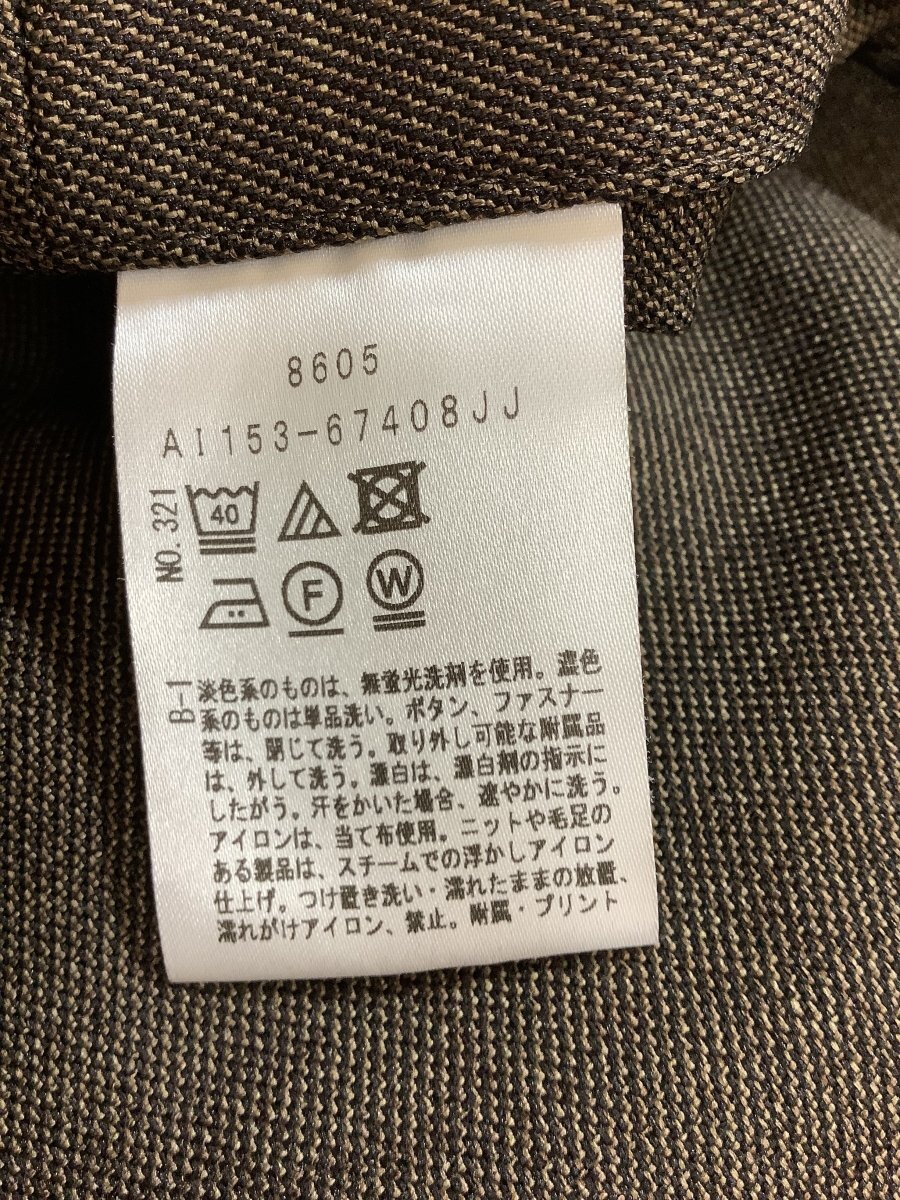 8605
AI153-67408JJ
NO.321
40
F
W
B-1
淡色系のものは、無蛍光洗剤を使用。濃色
系のものは単品洗い。ボタン、ファスナー
等は、閉じて洗う。取り外し可能な附属品
は、外して洗う。漂白は、漂白剤の指示に
したがう。汗をかいた場合、速やかに洗う。
アイロンは、当て布使用。ニットや毛足の
ある製品は、スチームでの浮かしアイロン
仕上げ。つけ置き洗い・濡れたままの放置、
濡れがけアイロン、禁止。附属・プリント